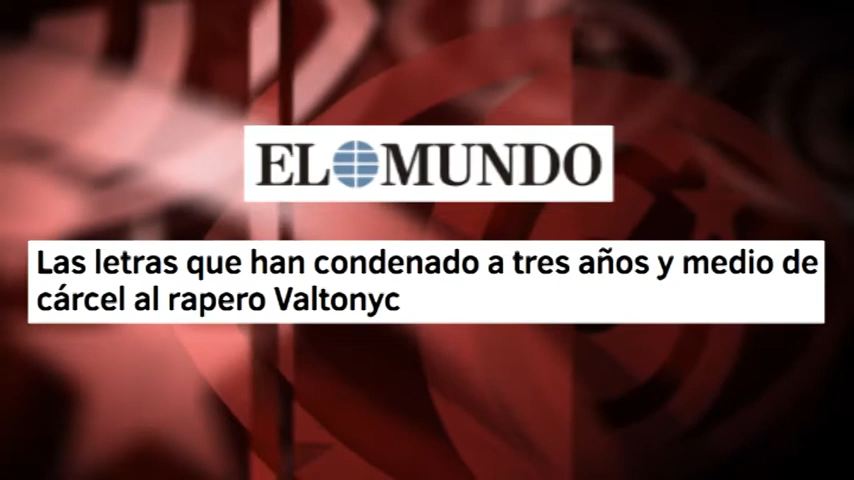 EL MUNDO
Las letras que han condenado a tres años y medio de
cárcel al rapero Valtonyc